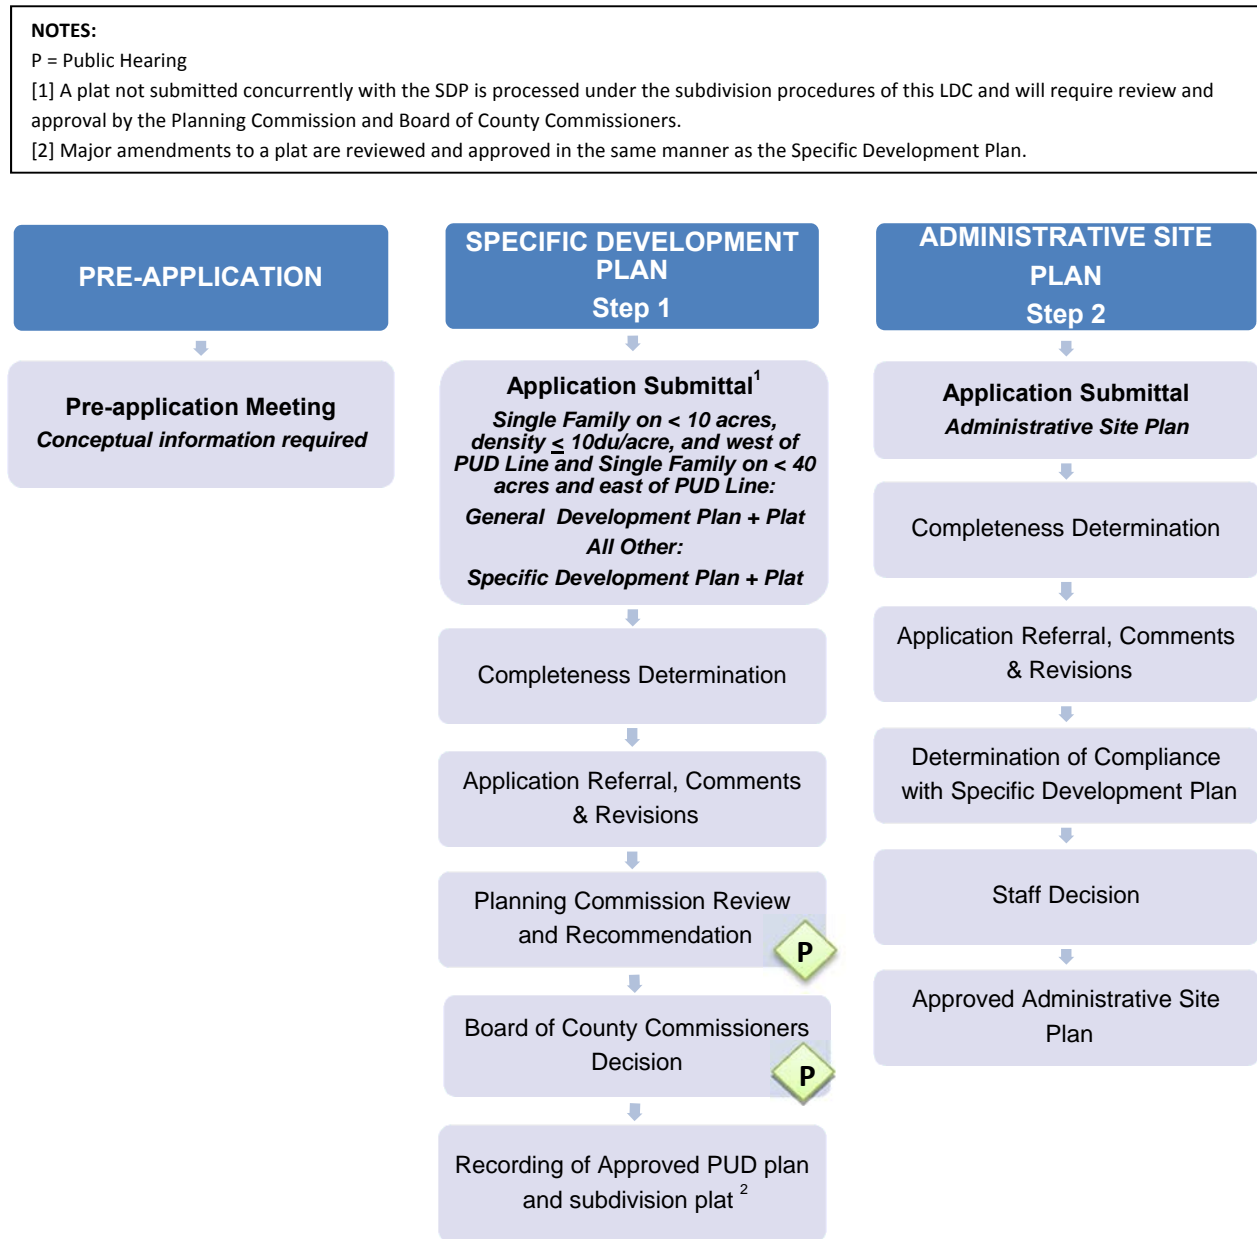 NOTES:
P = Public Hearing
[1] A plat not submitted concurrently with the SDP is processed under the subdivision procedures of this LDC and will require review and
approval by the Planning Commission and Board of County Commissioners.
[2] Major amendments to a plat are reviewed and approved in the same manner as the Specific Development Plan.
PRE-APPLICATION
Pre-application Meeting
Conceptual information required
SPECIFIC DEVELOPMENT
PLAN
Step 1
Application Submittal1
Single Family on < 10 acres,
density ≤ 10du/acre, and west of
PUD Line and Single Family on < 40
acres and east of PUD Line:
General Development Plan + Plat
All Other:
Specific Development Plan + Plat
Completeness Determination
Application Referral, Comments
& Revisions
Planning Commission Review
and Recommendation
P
Board of County Commissioners
Decision
P
Recording of Approved PUD plan
and subdivision plat 2
ADMINISTRATIVE SITE
PLAN
Step 2
Application Submittal
Administrative Site Plan
Completeness Determination
Application Referral, Comments
& Revisions
Determination of Compliance
with Specific Development Plan
Staff Decision
Approved Administrative Site
Plan